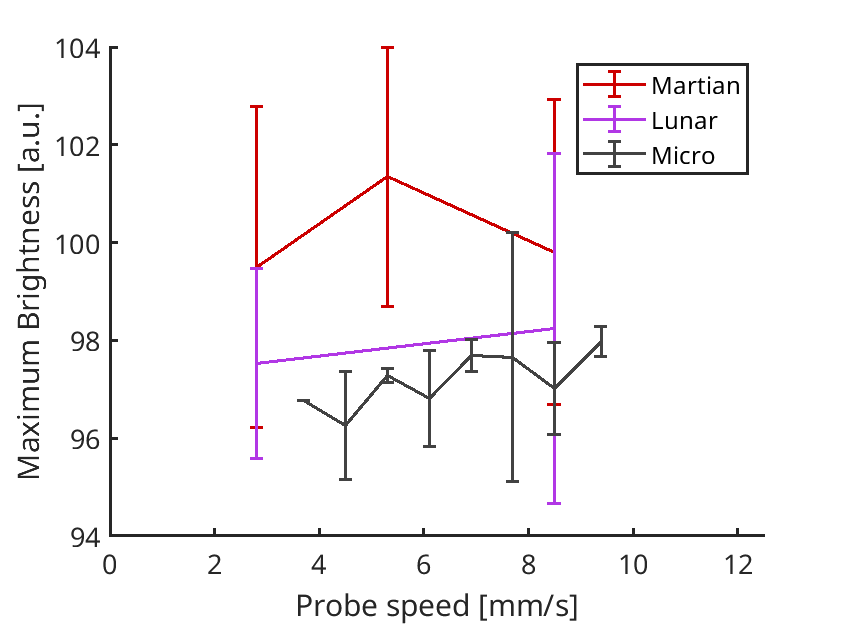 104
102
100
98
96
94
0 2 4 6 8 10 12
Maximum Brightness [a.u.]
Probe speed [mm/s]
Martian
Lunar
Micro